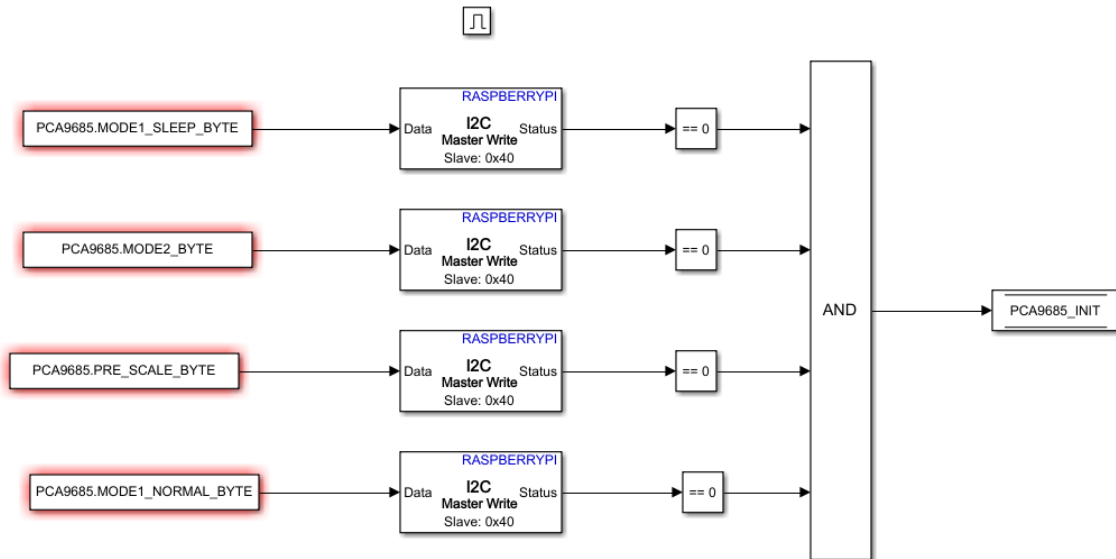 PCA9685.MODE1_SLEEP_BYTE
RASPBERRYPI
Data
I2C
Master Write
Slave: 0x40
Status
== 0
PCA9685.MODE2_BYTE
RASPBERRYPI
Data
I2C
Master Write
Slave: 0x40
Status
== 0
AND
PCA9685_INIT
PCA9685.PRE_SCALE_BYTE
RASPBERRYPI
Data
I2C
Master Write
Slave: 0x40
Status
== 0
PCA9685.MODE1_NORMAL_BYTE
RASPBERRYPI
Data
I2C
Master Write
Slave: 0x40
Status
== 0